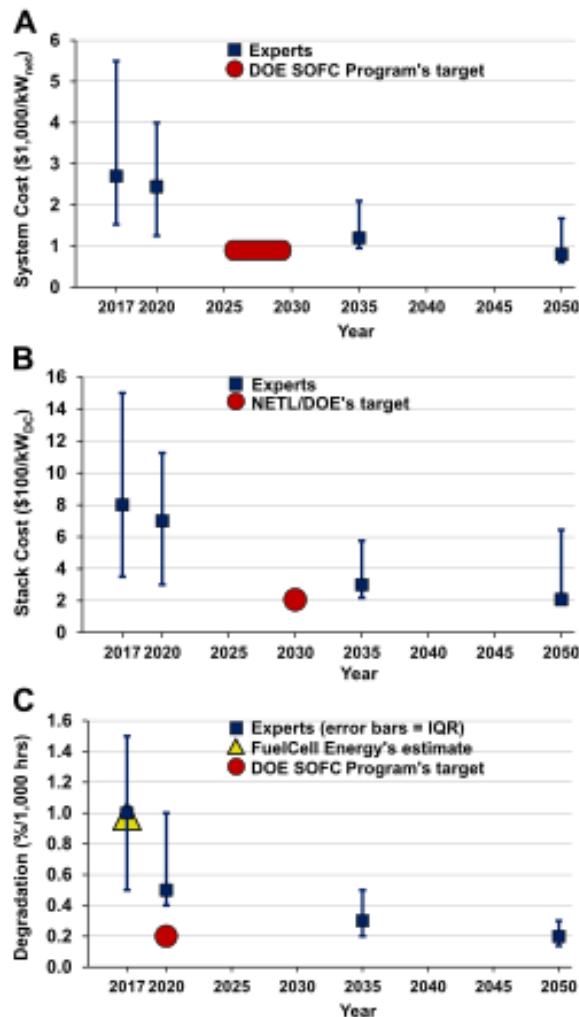 A
System Cost ($1,000/kWnet)
6
5
4
3
2
1
0
Experts
DOE SOFC Program's target
2017 2020 2025 2030 2035 2040 2045 2050
Year
B
Stack Cost ($100/kWDC)
16
14
12
10
8
6
4
2
0
Experts
NETL/DOE's target
2017 2020 2025 2030 2035 2040 2045 2050
Year
C
Degradation (%/1,000 hrs)
1.6
1.4
1.2
1.0
0.8
0.6
0.4
0.2
0.0
Experts (error bars = IQR)
FuelCell Energy's estimate
DOE SOFC Program's target
2017 2020 2025 2030 2035 2040 2045 2050
Year